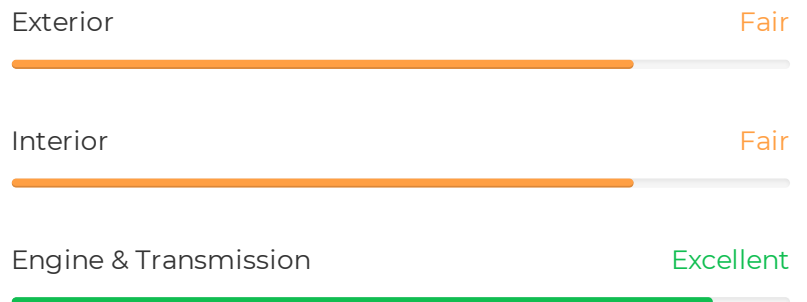 Exterior Fair
Interior Fair
Engine & Transmission Excellent